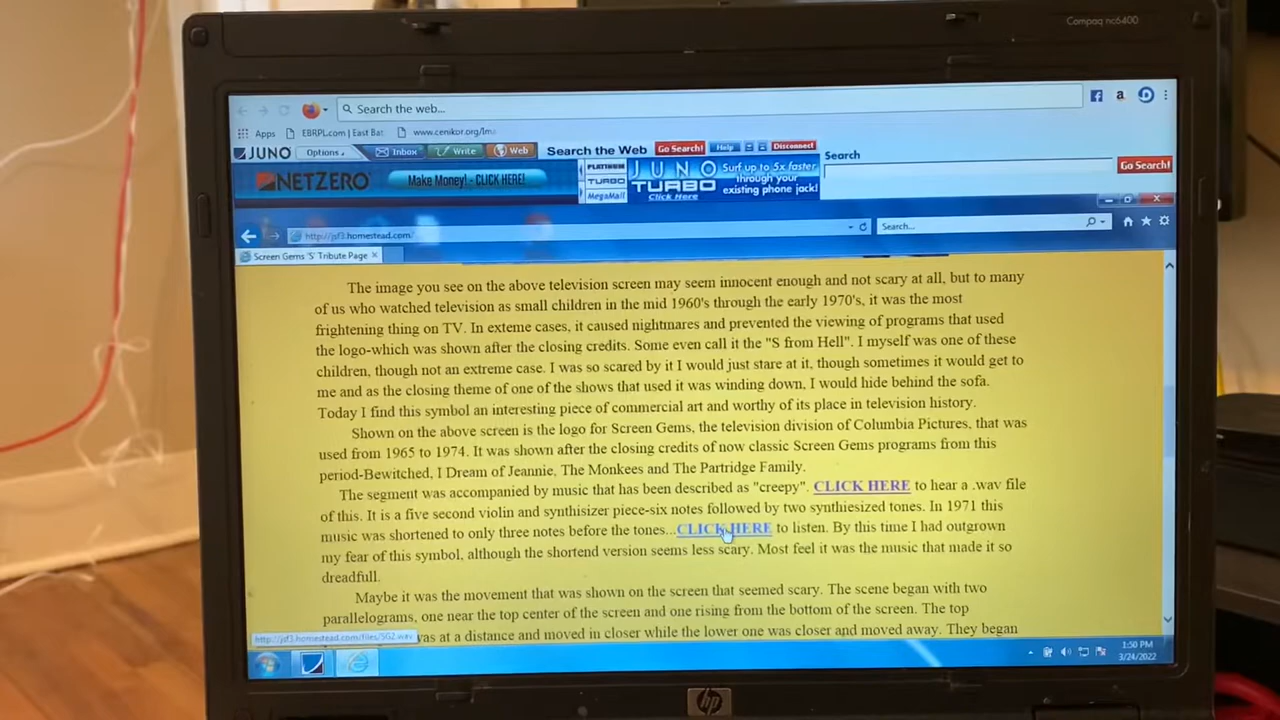 Compaq nc6400
Search the web...
Apps EBRPL.com | East Bat www.cenikor.org/Ima
JUNO Options Inbox Write Web Search the Web Go Search! Help Disconnect
Search
NETZERO Make Money! - CLICK HERE!
PLATINUM
TURBO
MegaMall
JUNO TURBO Click Here
Surf up to 5x faster through your existing phone jack!
Go Search!
http://jsf3.homestead.com/ Search...
Screen Gems 'S' Tribute Page
The image you see on the above television screen may seem innocent enough and not scary at all, but to many
of us who watched television as small children in the mid 1960's through the early 1970's, it was the most
frightening thing on TV. In exteme cases, it caused nightmares and prevented the viewing of programs that used
the logo-which was shown after the closing credits. Some even call it the "S from Hell". I myself was one of these
children, though not an extreme case. I was so scared by it I would just stare at it, though sometimes it would get to
me and as the closing theme of one of the shows that used it was winding down, I would hide behind the sofa.
Today I find this symbol an interesting piece of commercial art and worthy of its place in television history.
Shown on the above screen is the logo for Screen Gems, the television division of Columbia Pictures, that was
used from 1965 to 1974. It was shown after the closing credits of now classic Screen Gems programs from this
period-Bewitched, I Dream of Jeannie, The Monkees and The Partridge Family.
The segment was accompanied by music that has been described as "creepy". CLICK HERE to hear a .wav file
of this. It is a five second violin and synthisizer piece-six notes followed by two synthiesized tones. In 1971 this
music was shortened to only three notes before the tones...CLICK HERE to listen. By this time I had outgrown
my fear of this symbol, although the shortend version seems less scary. Most feel it was the music that made it so
dreadfull.
Maybe it was the movement that was shown on the screen that seemed scary. The scene began with two
parallelograms, one near the top center of the screen and one rising from the bottom of the screen. The top
was at a distance and moved in closer while the lower one was closer and moved away. They began
http://jsf3.homestead.com/files/SG2.wav
1:50 PM
3/24/2022
hp